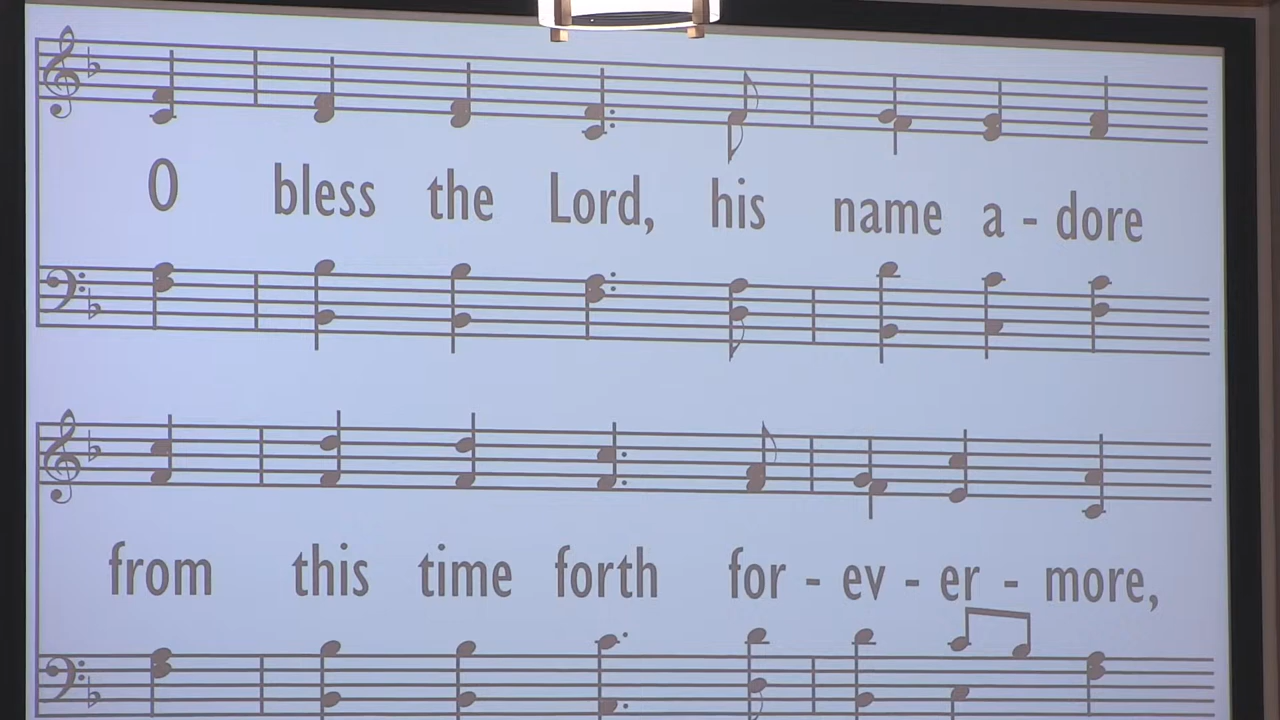 O bless the Lord, his name a - dore
from this time forth for - ev - er - more,